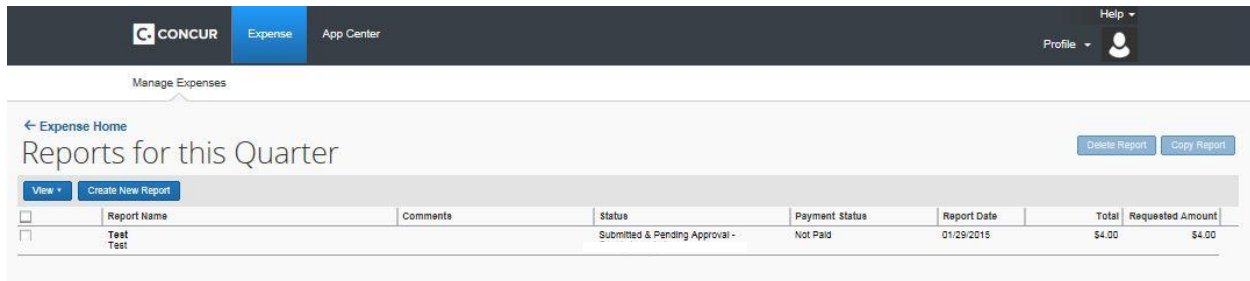 Help
C. CONCUR Expense App Center
Profile
Manage Expenses
← Expense Home
Reports for this Quarter
Delete Report Copy Report
View Create New Report
Report Name Comments Status Payment Status Report Date Total Requested Amount
Test Submitted & Pending Approval - Not Paid 01/29/2015 $4.00 $4.00
Test